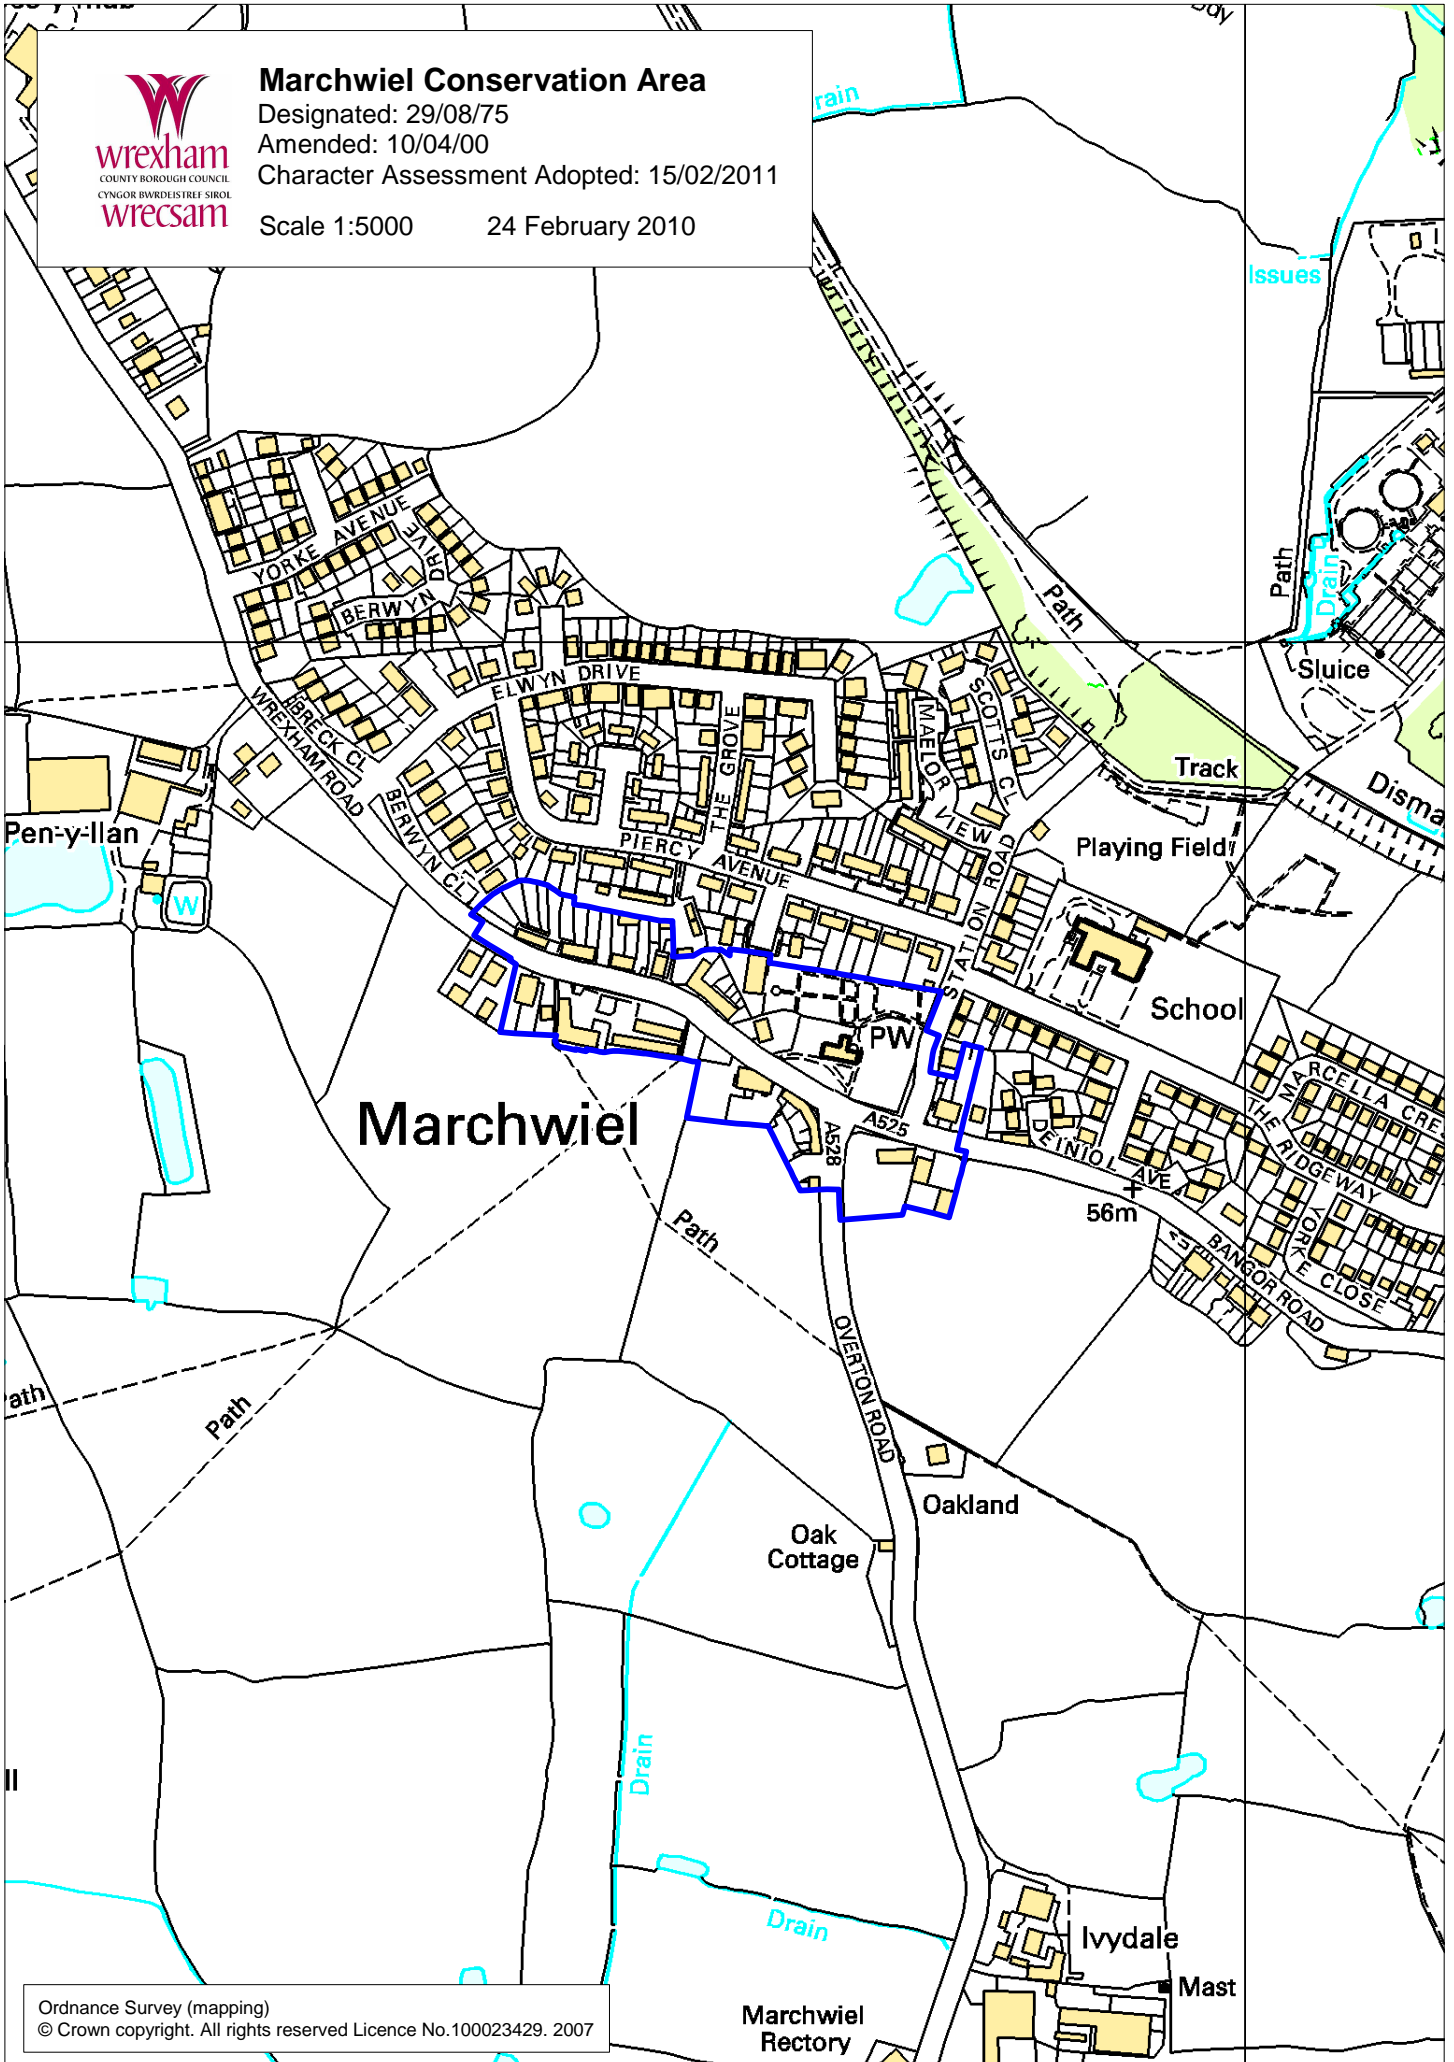 wrexham
COUNTY BOROUGH COUNCIL
CYNGOR BWRDEISTREF SIROL
wrecsam
Marchwiel Conservation Area
Designated: 29/08/75
Amended: 10/04/00
Character Assessment Adopted: 15/02/2011
Scale 1:5000 24 February 2010
rain
Issues
Path
Drain
Sluice
Path
YORKE AVENUE
BERWYN DRIVE
ELWYN DRIVE
WREXHAM ROAD
THE GROVE
MAELOR VIEW
SCOTTS CL
Track
Disma
Playing Field
Pen-y-llan
W
BERWYN CL
PIERCY AVENUE
STATION ROAD
School
PW
Marchwiel
A525
A528
DEINIOL AVE
56m
MARCELLA CRES
THE RIDGEWAY
YORKE CLOSE
BANGOR ROAD
Path
OVERTON ROAD
Path
ath
Oakland
Oak
Cottage
Drain
ll
Drain
Ivydale
Mast
Marchwiel
Rectory
Ordnance Survey (mapping)
© Crown copyright. All rights reserved Licence No.100023429. 2007